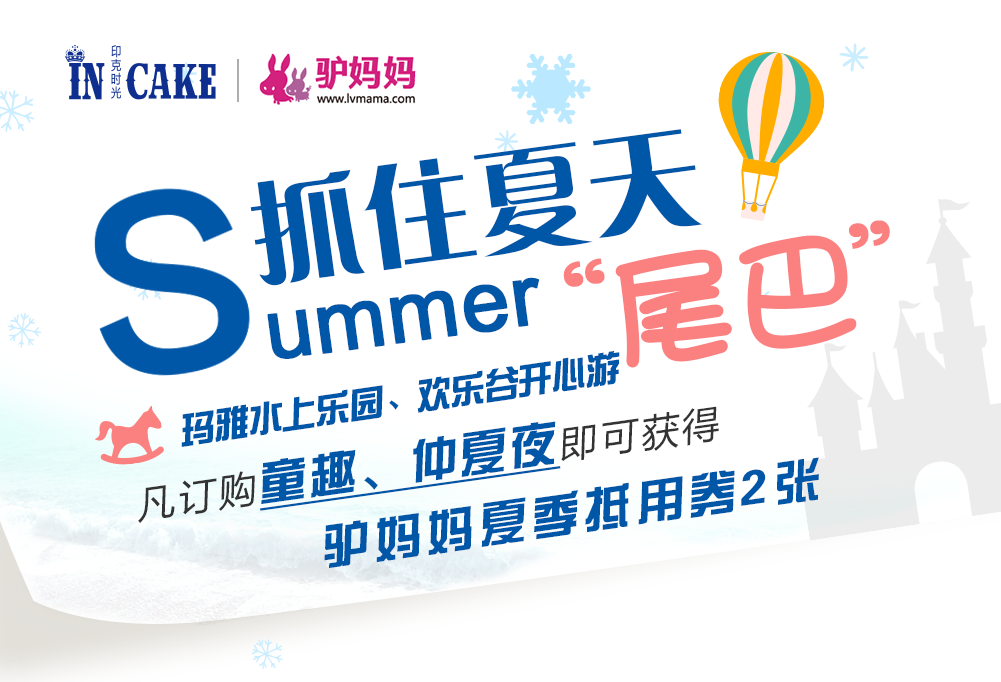 IN 印克时光 CAKE
驴妈妈
www.lvmama.com
抓住夏天
Summer “尾巴”
玛雅水上乐园、欢乐谷开心游
凡订购童趣、仲夏夜即可获得
驴妈妈夏季抵用券2张